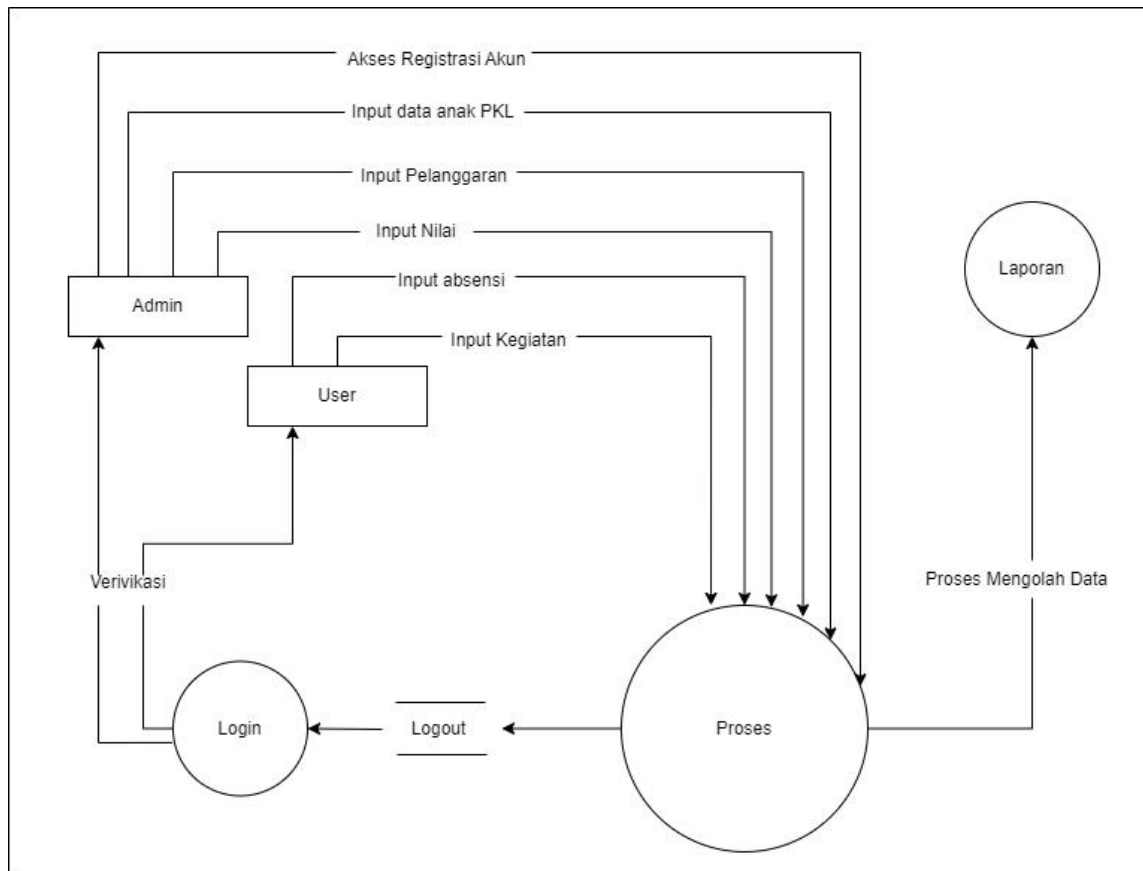 Akses Registrasi Akun
Input data anak PKL
Input Pelanggaran
Input Nilai
Laporan
Input absensi
Admin
Input Kegiatan
User
Verivikasi
Proses Mengolah Data
Login
Logout
Proses